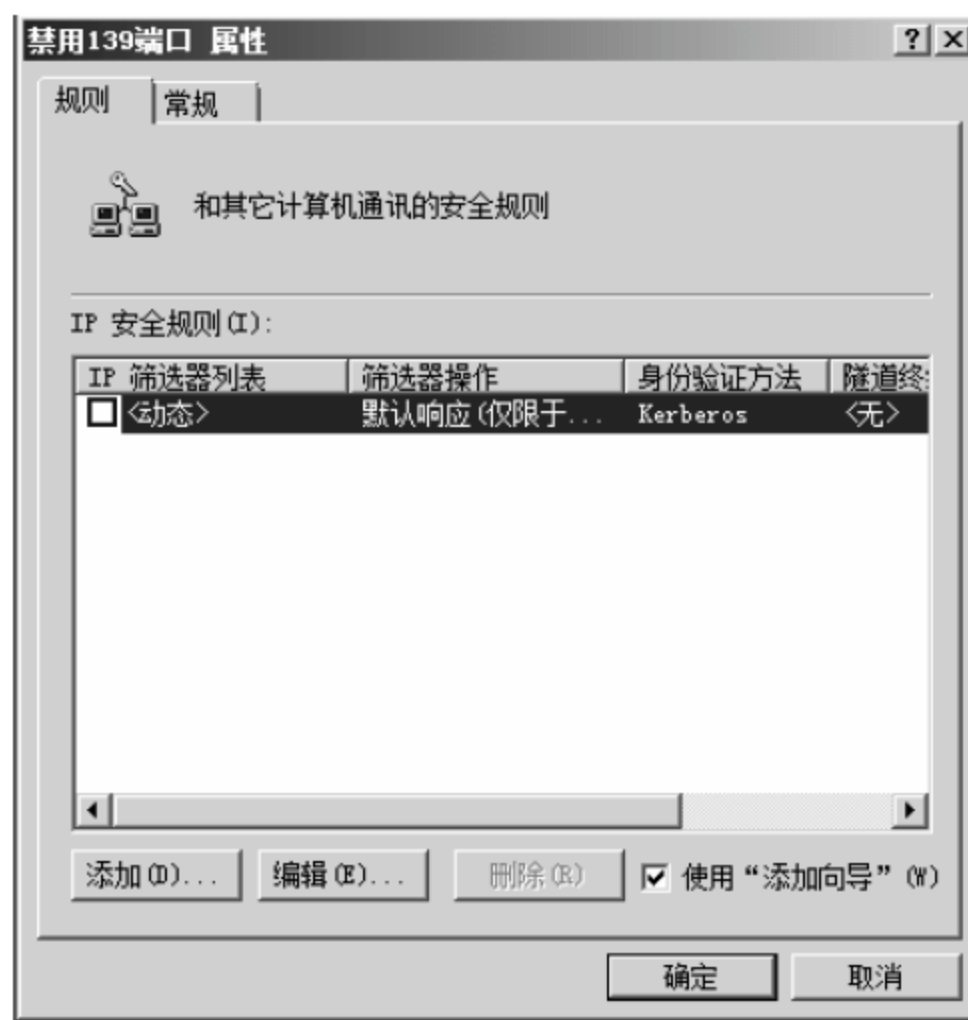 禁用139端口 属性
规则 常规
和其它计算机通讯的安全规则
IP 安全规则(I):
IP 筛选器列表 筛选器操作 身份验证方法 隧道终
<动态> 默认响应(仅限于... Kerberos <无>
添加(D)... 编辑(E)... 删除(R) 使用“添加向导”(W)
确定 取消